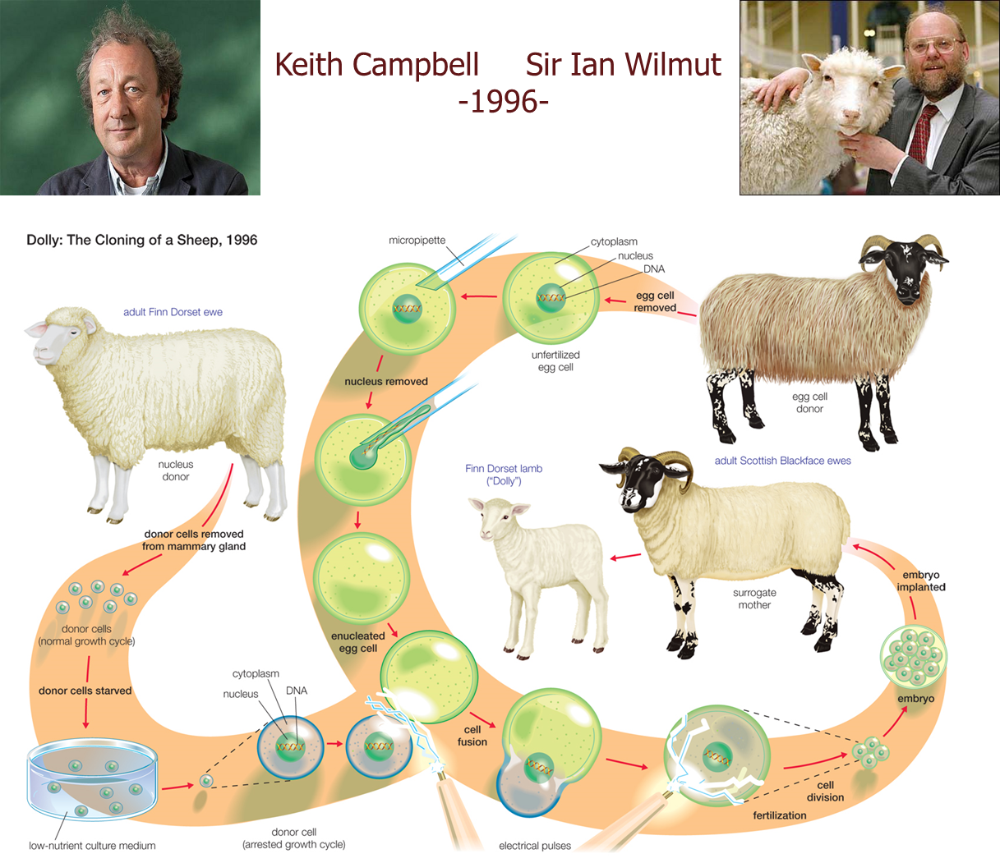 Keith Campbell Sir Ian Wilmut
-1996-
Dolly: The Cloning of a Sheep, 1996
micropipette
cytoplasm
nucleus
DNA
egg cell
removed
adult Finn Dorset ewe
unfertilized
egg cell
nucleus removed
egg cell
donor
nucleus
donor
Finn Dorset lamb
("Dolly")
adult Scottish Blackface ewes
donor cells removed
from mammary gland
embryo
implanted
surrogate
mother
donor cells
(normal growth cycle)
enucleated
egg cell
donor cells starved
cytoplasm
nucleus
DNA
embryo
cell
fusion
cell
division
fertilization
donor cell
(arrested growth cycle)
low-nutrient culture medium
electrical pulses